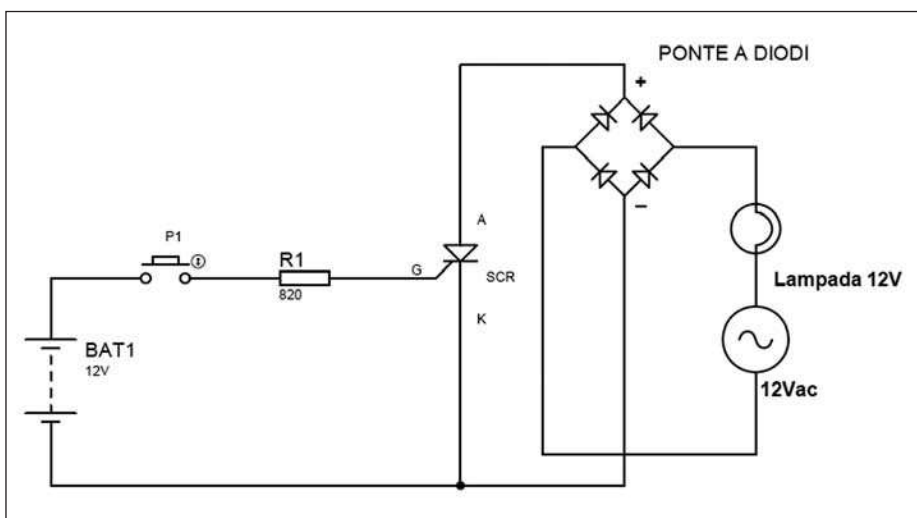 PONTE A DIODI
+
−
A
P1
R1
G
SCR
820
Lampada 12V
K
BAT1
12V
12Vac